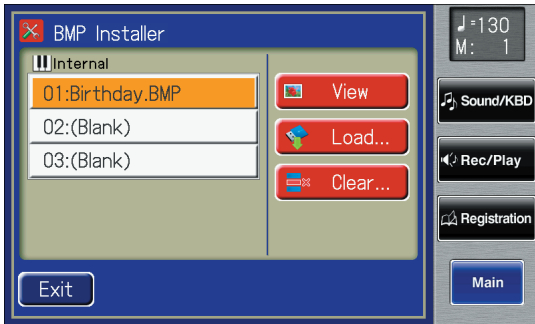 BMP Installer
Internal
01:Birthday.BMP
02:(Blank)
03:(Blank)
View
Load...
Clear...
Exit
♩=130
M: 1
Sound/KBD
Rec/Play
Registration
Main